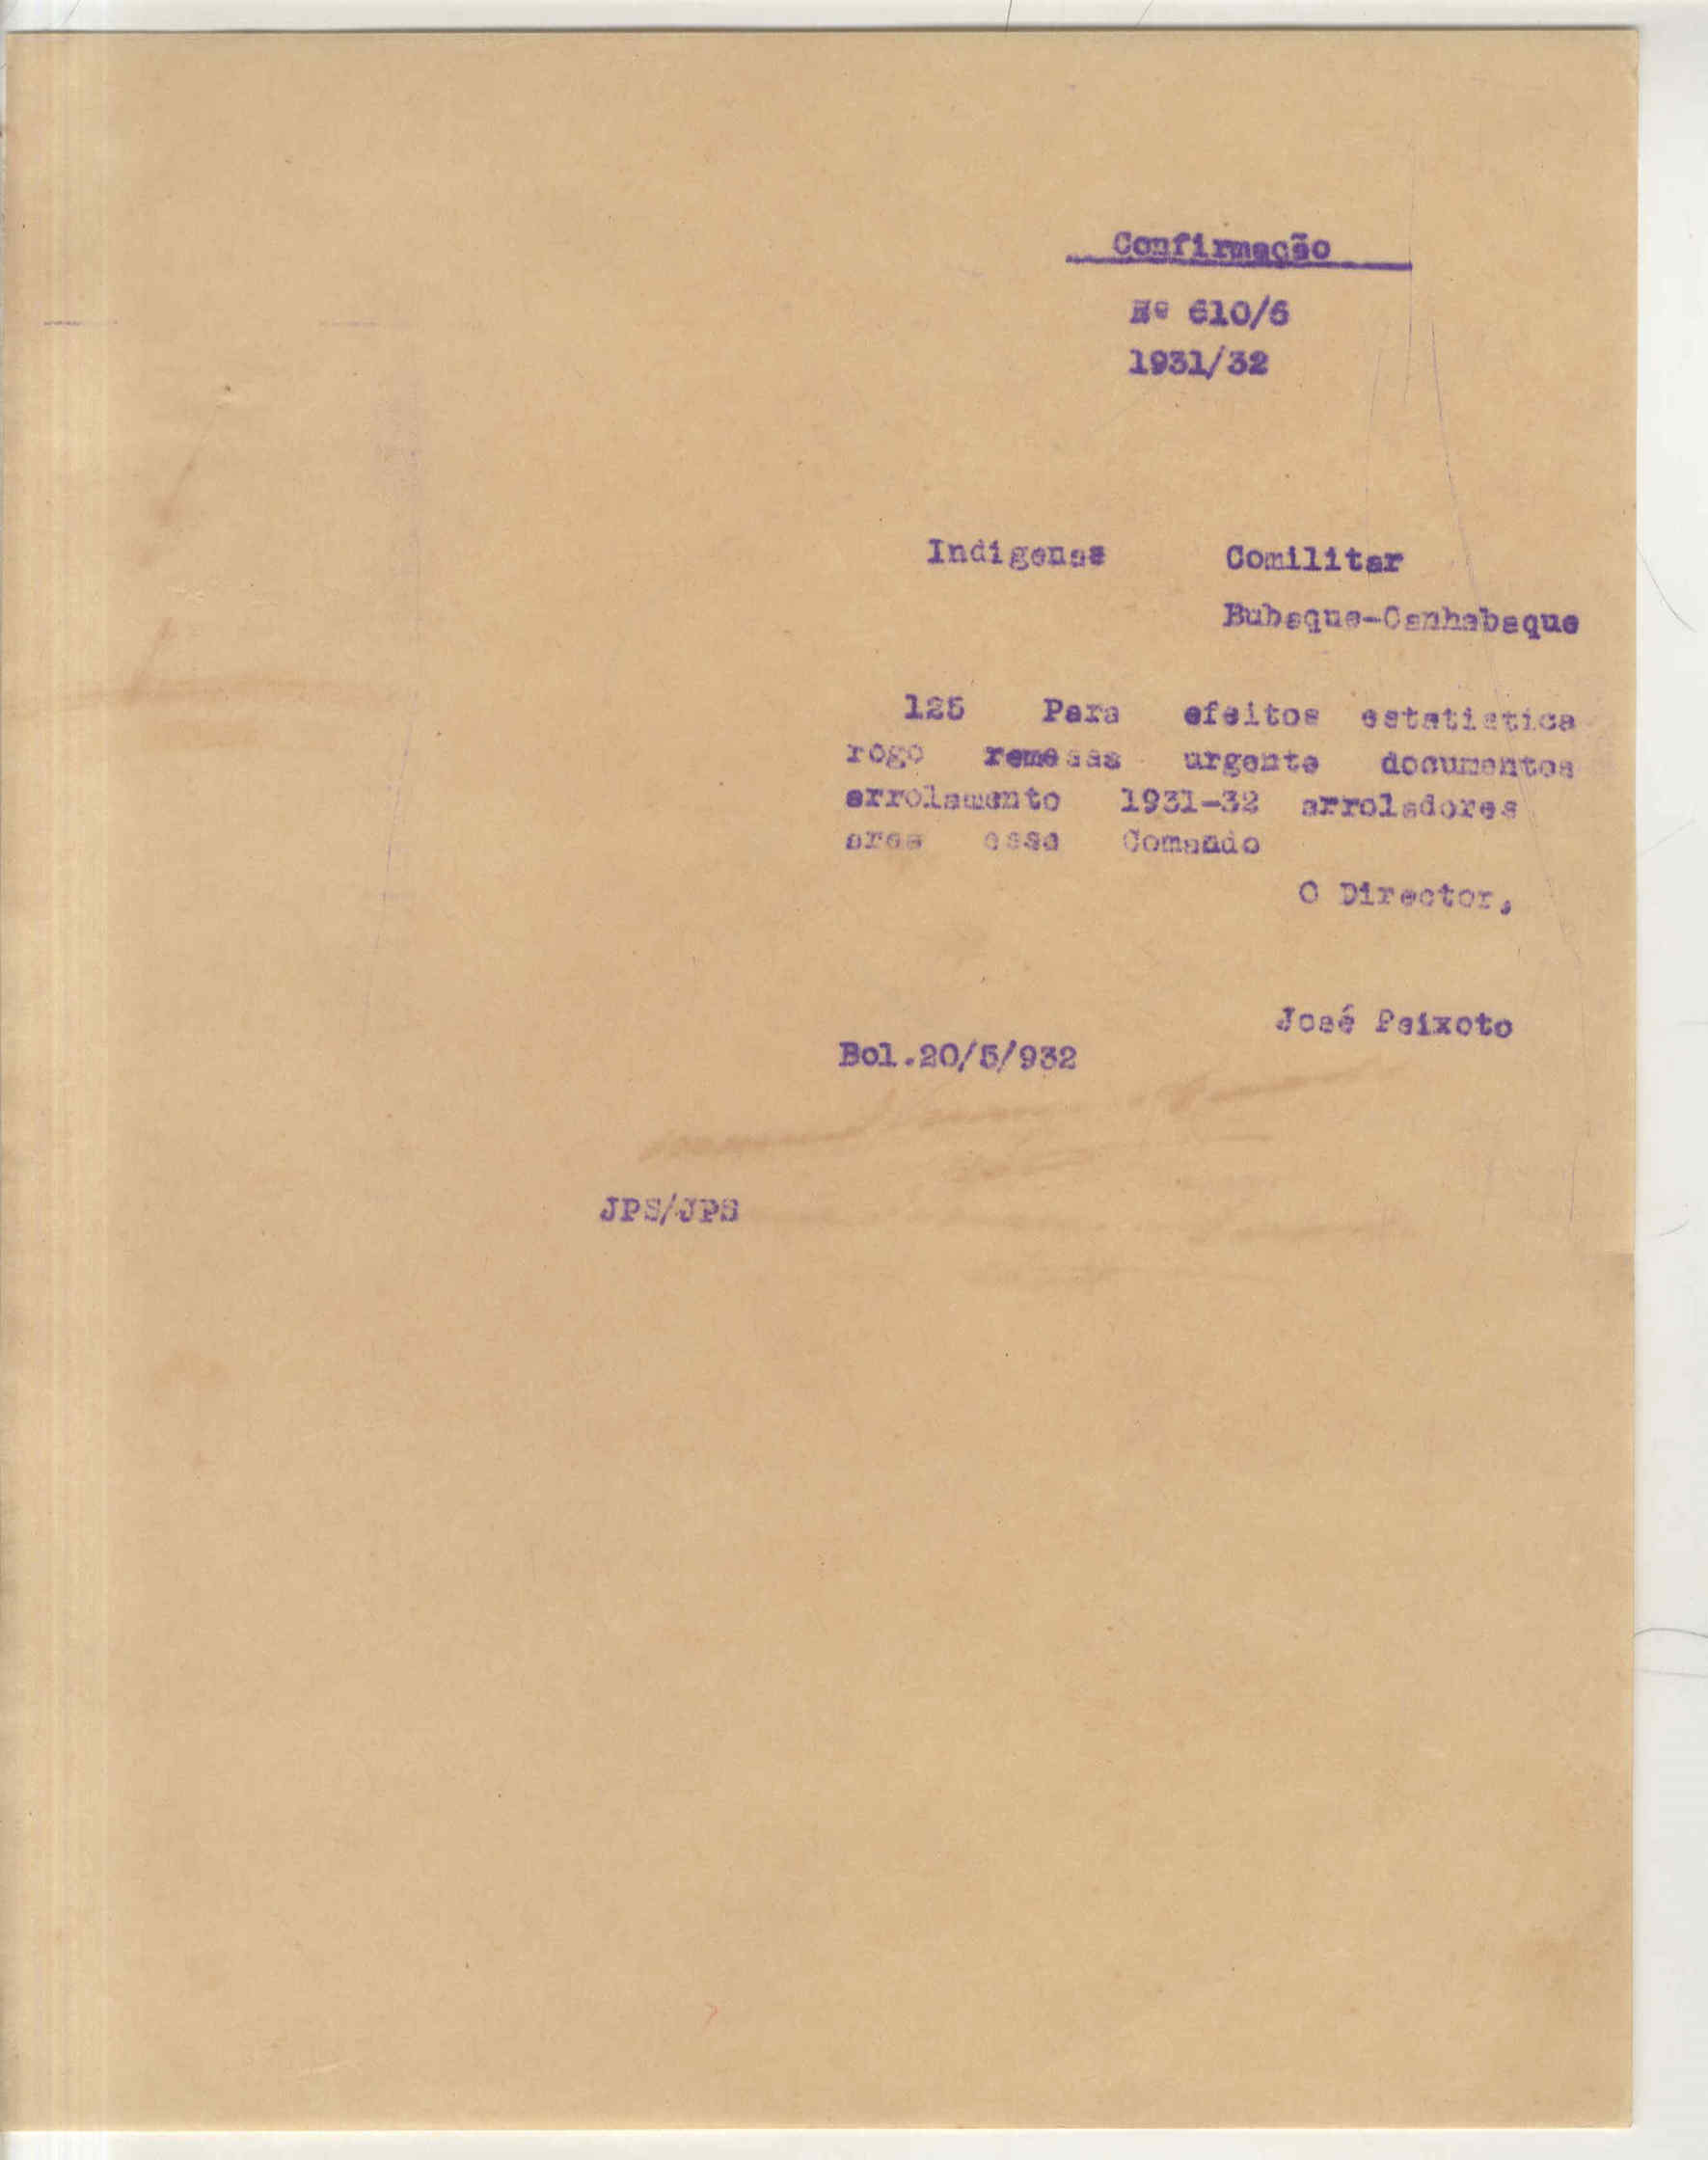 Confirmação
Nº 610/6
1931/32
Indigenas Comilitar
Bubaque-Canhabaque
125 Para efeitos estatistica
rogo remessas urgente documentos
arrolamento 1931-32 arroladores
area esse Comando
O Director,
José Peixoto
Bol.20/5/932
JPS/JPS